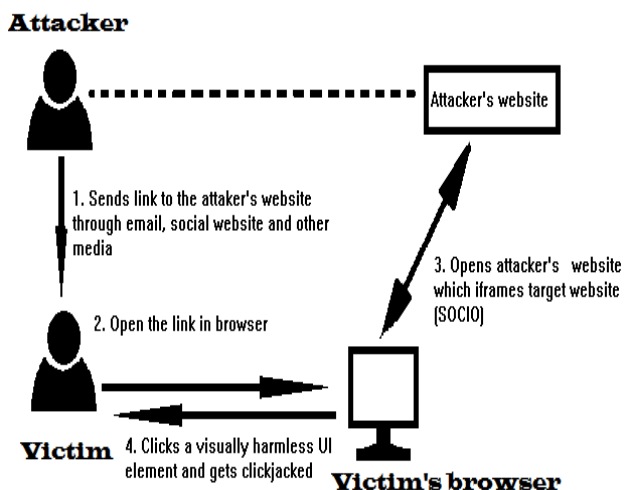 Attacker
Attacker's website
1. Sends link to the attaker's website
through email, social website and other
media
3. Opens attacker's website
which iframes target website
(SOCIO)
2. Open the link in browser
Victim
4. Clicks a visually harmless UI
element and gets clickjacked
Victim's browser